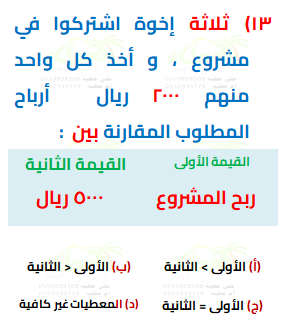 ١٣) ثلاثة إخوة اشتركوا في
مشروع ، و أخذ كل واحد
منهم ٢٠٠٠ ريال أرباح
المطلوب المقارنة بين :
القيمة الأولى القيمة الثانية
ربح المشروع ٥٠٠٠ ريال
(أ) الأولى > الثانية (ب) الأولى < الثانية
(ج) الأولى = الثانية (د) المعطيات غير كافية